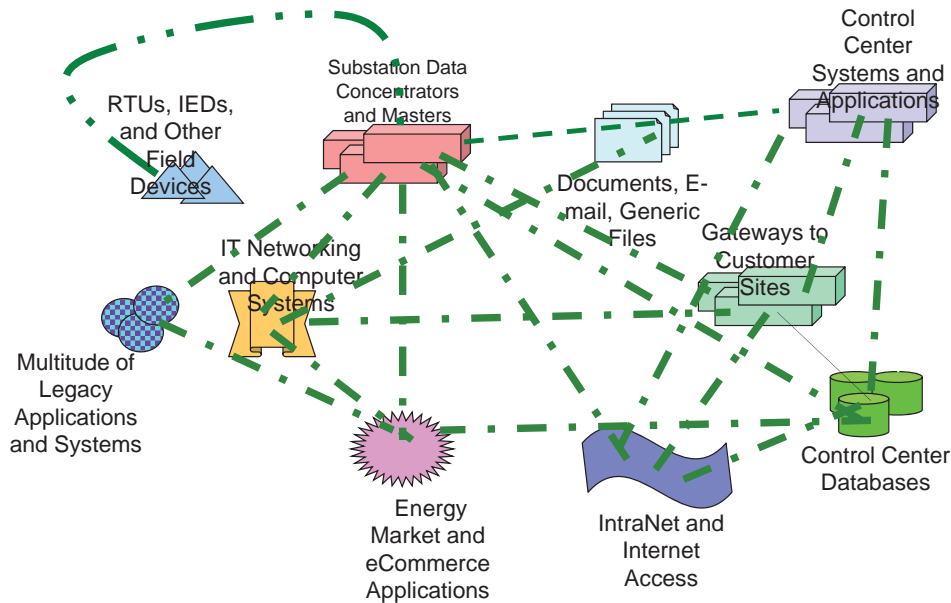 Substation Data
Concentrators
and Masters
Control
Center
Systems and
Applications
RTUs, IEDs,
and Other
Field
Devices
Documents, E-
mail, Generic
Files
IT Networking
and Computer
Systems
Gateways to
Customer
Sites
Multitude of
Legacy
Applications
and Systems
Energy
Market and
eCommerce
Applications
IntraNet and
Internet
Access
Control Center
Databases